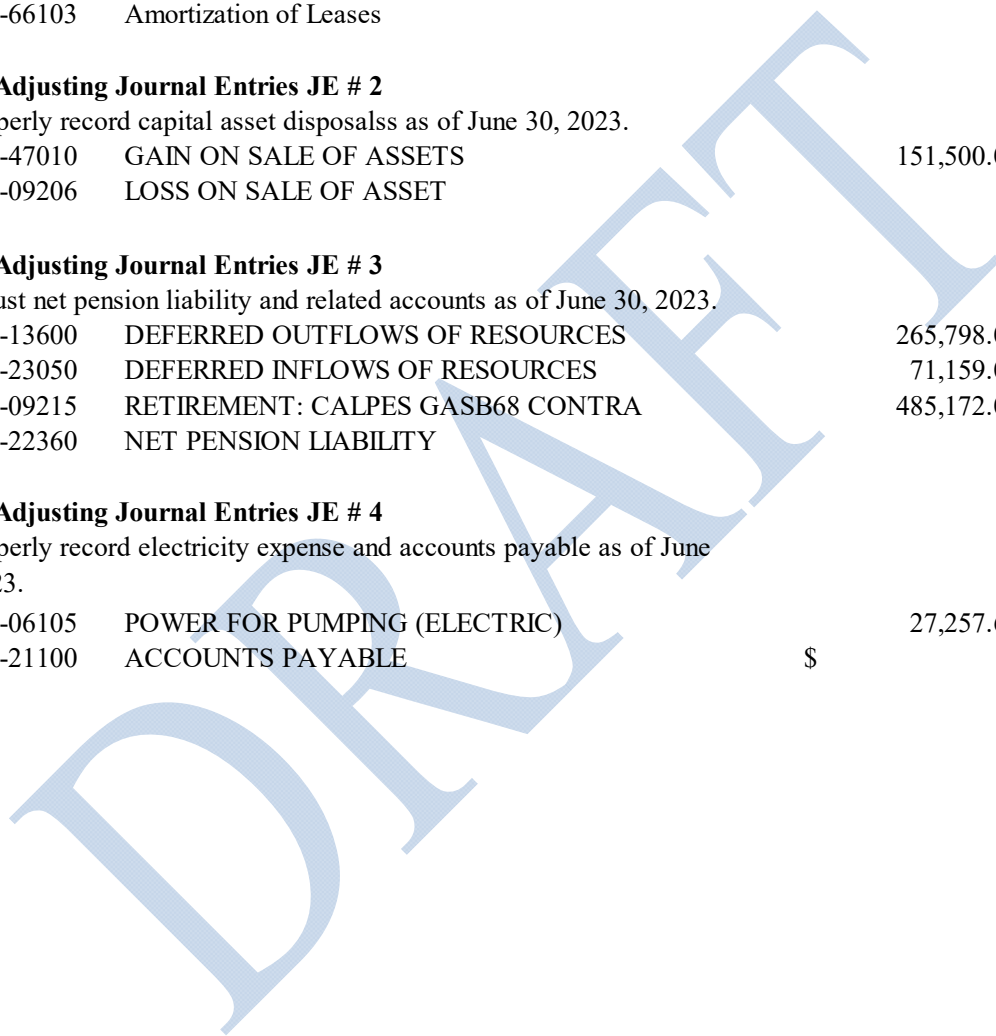 -66103 Amortization of Leases
Adjusting Journal Entries JE # 2
perly record capital asset disposalss as of June 30, 2023.
-47010 GAIN ON SALE OF ASSETS 151,500.0
-09206 LOSS ON SALE OF ASSET
Adjusting Journal Entries JE # 3
ust net pension liability and related accounts as of June 30, 2023.
-13600 DEFERRED OUTFLOWS OF RESOURCES 265,798.0
-23050 DEFERRED INFLOWS OF RESOURCES 71,159.0
-09215 RETIREMENT: CALPES GASB68 CONTRA 485,172.0
-22360 NET PENSION LIABILITY
Adjusting Journal Entries JE # 4
perly record electricity expense and accounts payable as of June
23.
-06105 POWER FOR PUMPING (ELECTRIC) 27,257.6
-21100 ACCOUNTS PAYABLE $
DRAFT